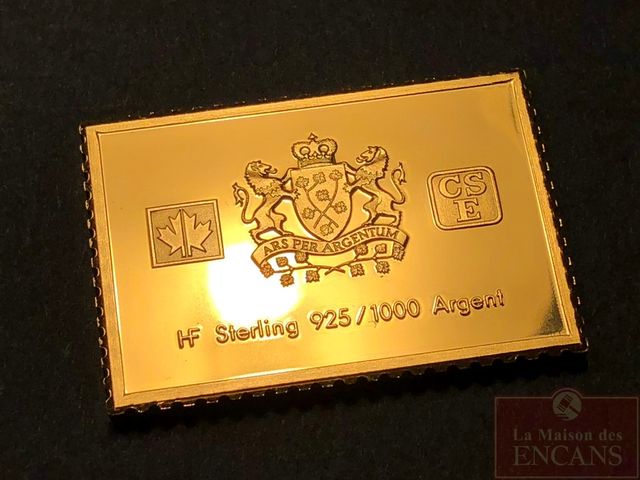 CS
E
ARS PER ARGENTUM
HF Sterling 925/1000 Argent
La Maison des
ENCANS